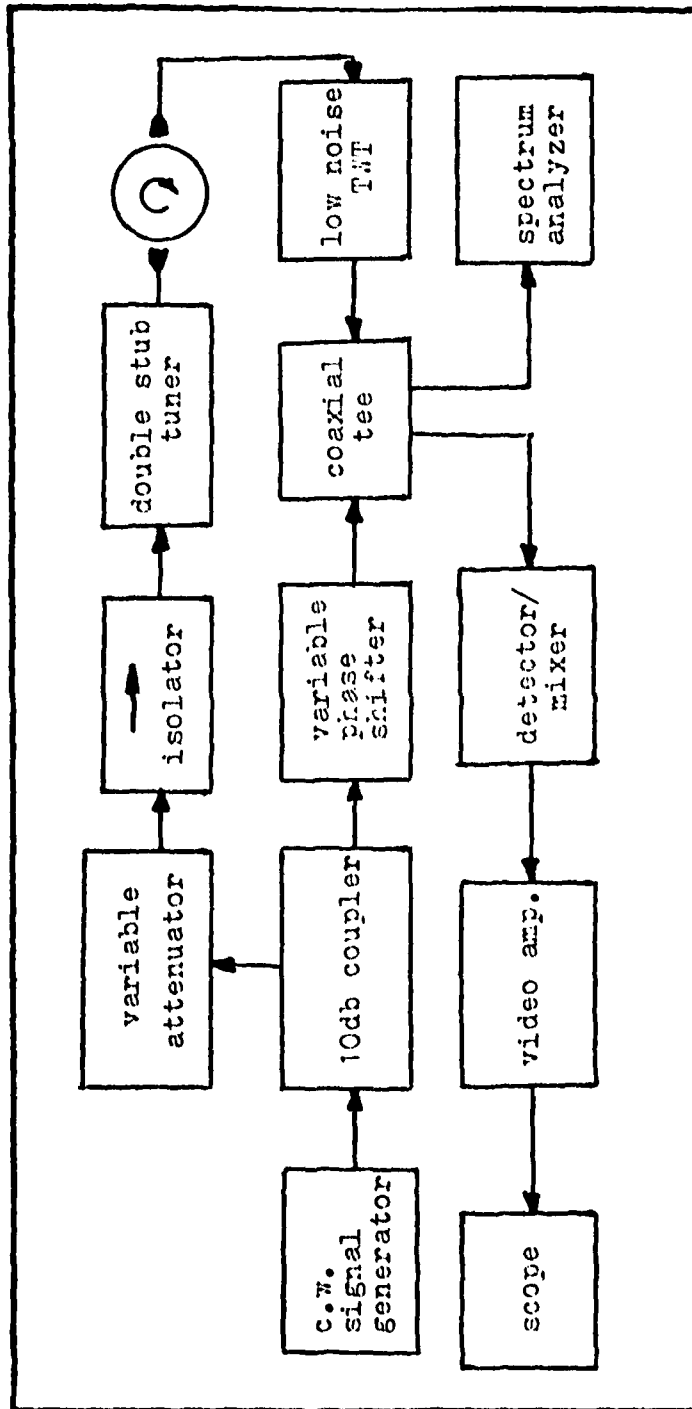 variable
attenuator
isolator
double stub
tuner
c.w.
signal
generator
10db coupler
variable
phase
shifter
coaxial
tee
low noise
TWT
scope
video amp.
detector/
mixer
spectrum
analyzer